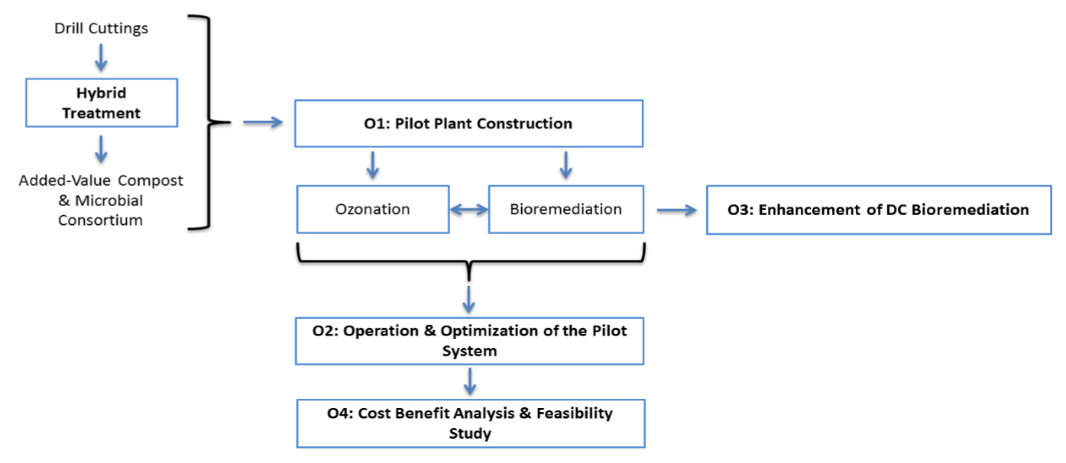 Drill Cuttings
Hybrid
Treatment
Added-Value Compost
& Microbial
Consortium
O1: Pilot Plant Construction
Ozonation
Bioremediation
O3: Enhancement of DC Bioremediation
O2: Operation & Optimization of the Pilot
System
O4: Cost Benefit Analysis & Feasibility
Study